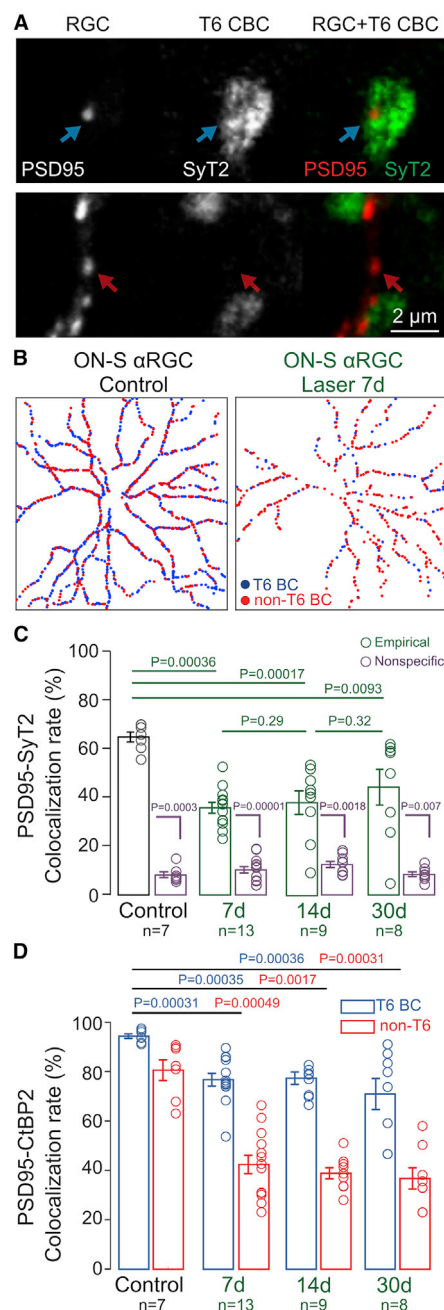 A
RGC T6 CBC RGC+T6 CBC
PSD95 SyT2 PSD95 SyT2
2 µm
B
ON-S αRGC ON-S αRGC
Control Laser 7d
T6 BC
non-T6 BC
C
Empirical
Nonspecific
P=0.00036
P=0.00017
P=0.0093
P=0.29 P=0.32
P=0.0003 P=0.00001 P=0.0018 P=0.007
PSD95-SyT2
Colocalization rate (%)
100
80
60
40
20
0
Control 7d 14d 30d
n=7 n=13 n=9 n=8
D
P=0.00036 P=0.00031
P=0.00035 P=0.0017
P=0.00031 P=0.00049
T6 BC
non-T6
PSD95-CtBP2
Colocalization rate (%)
100
80
60
40
20
0
Control 7d 14d 30d
n=7 n=13 n=9 n=8